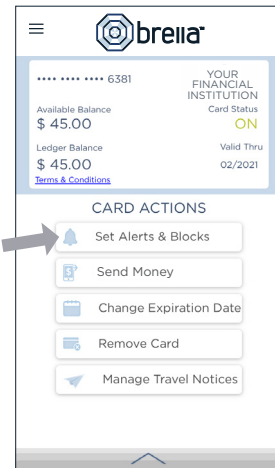 brella
•••• •••• •••• 6381
YOUR
FINANCIAL
INSTITUTION
Available Balance
Card Status
$ 45.00
ON
Ledger Balance
Valid Thru
$ 45.00
02/2021
Terms & Conditions
CARD ACTIONS
Set Alerts & Blocks
Send Money
Change Expiration Date
Remove Card
Manage Travel Notices